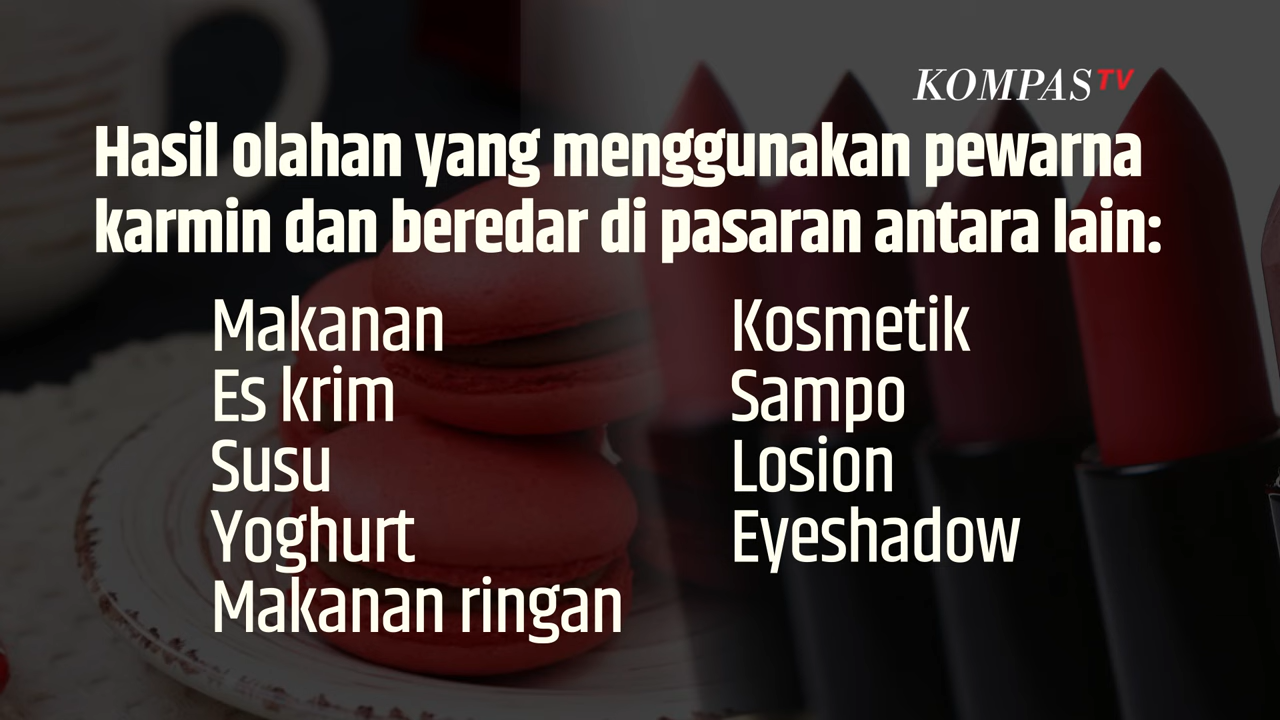 KOMPAS TV
Hasil olahan yang menggunakan pewarna
karmin dan beredar di pasaran antara lain:
Makanan
Es krim
Susu
Yoghurt
Makanan ringan
Kosmetik
Sampo
Losion
Eyeshadow